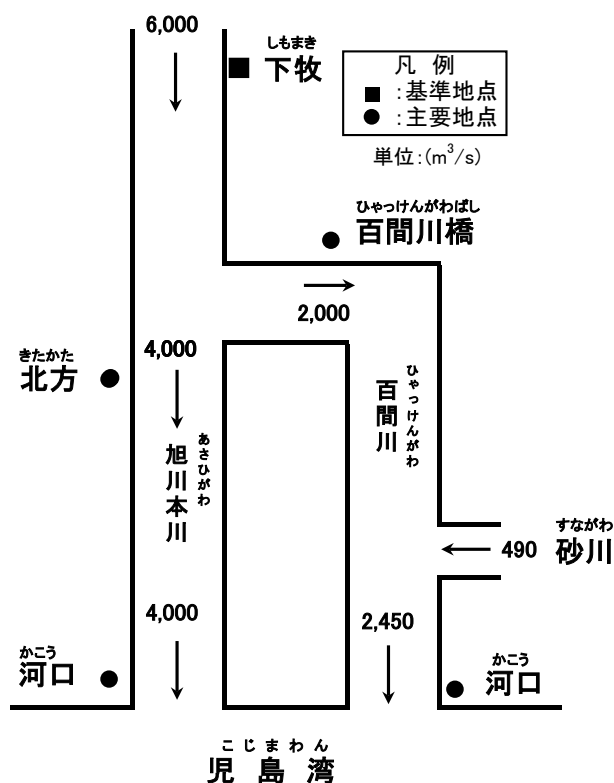 6,000
しもまき
下牧
凡 例
■ :基準地点
● :主要地点
単位:(m³/s)
ひゃっけんがわばし
百間川橋
2,000
きたかた
北方
4,000
ひゃっけんがわ
百間川
あさひがわ
旭川本川
すながわ
490 砂川
4,000
2,450
かこう
河口
かこう
河口
こじまわん
児島湾